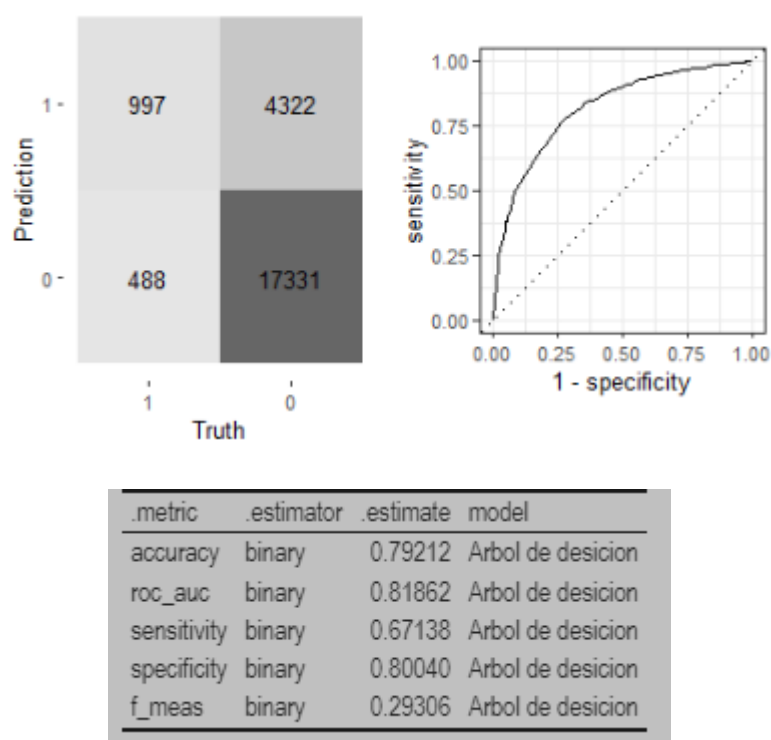 1
997 4322
Prediction
0
488 17331
1 0
Truth
1.00
0.75
sensitivity
0.50
0.25
0.00
0.00 0.25 0.50 0.75 1.00
1 - specificity
.metric .estimator .estimate model
accuracy binary 0.79212 Arbol de desicion
roc_auc binary 0.81862 Arbol de desicion
sensitivity binary 0.67138 Arbol de desicion
specificity binary 0.80040 Arbol de desicion
f_meas binary 0.29306 Arbol de desicion